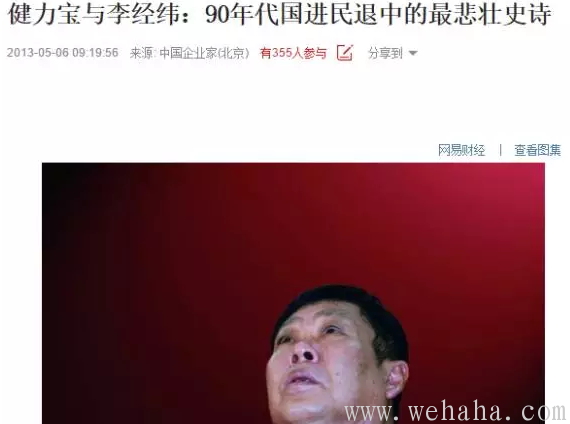 健力宝与李经纬：90年代国进民退中的最悲壮史诗
2013-05-06 09:19:56 来源: 中国企业家(北京) 有355人参与 分享到
网易财经 | 查看图集
www.wehaha.com